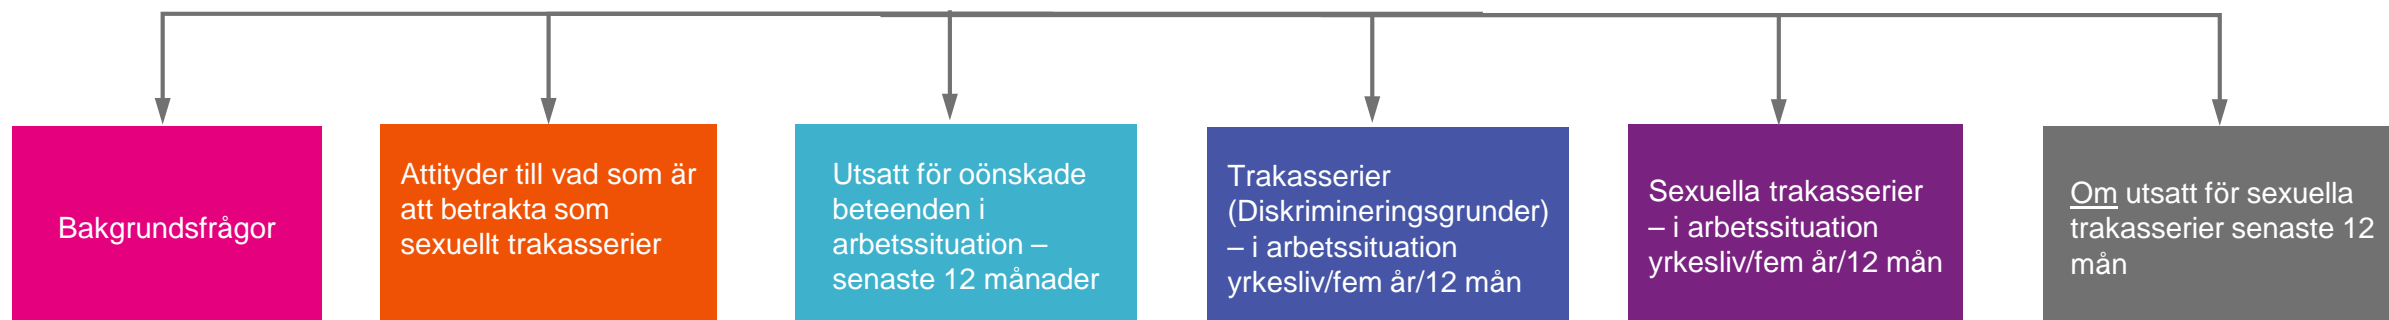 Bakgrundsfrågor
Attityder till vad som är
att betrakta som
sexuellt trakasserier
Utsatt för oönskade
beteenden i
arbetssituation –
senaste 12 månader
Trakasserier
(Diskrimineringsgrunder)
– i arbetssituation
yrkesliv/fem år/12 mån
Sexuella trakasserier
– i arbetssituation
yrkesliv/fem år/12 mån
Om utsatt för sexuella
trakasserier senaste 12
mån